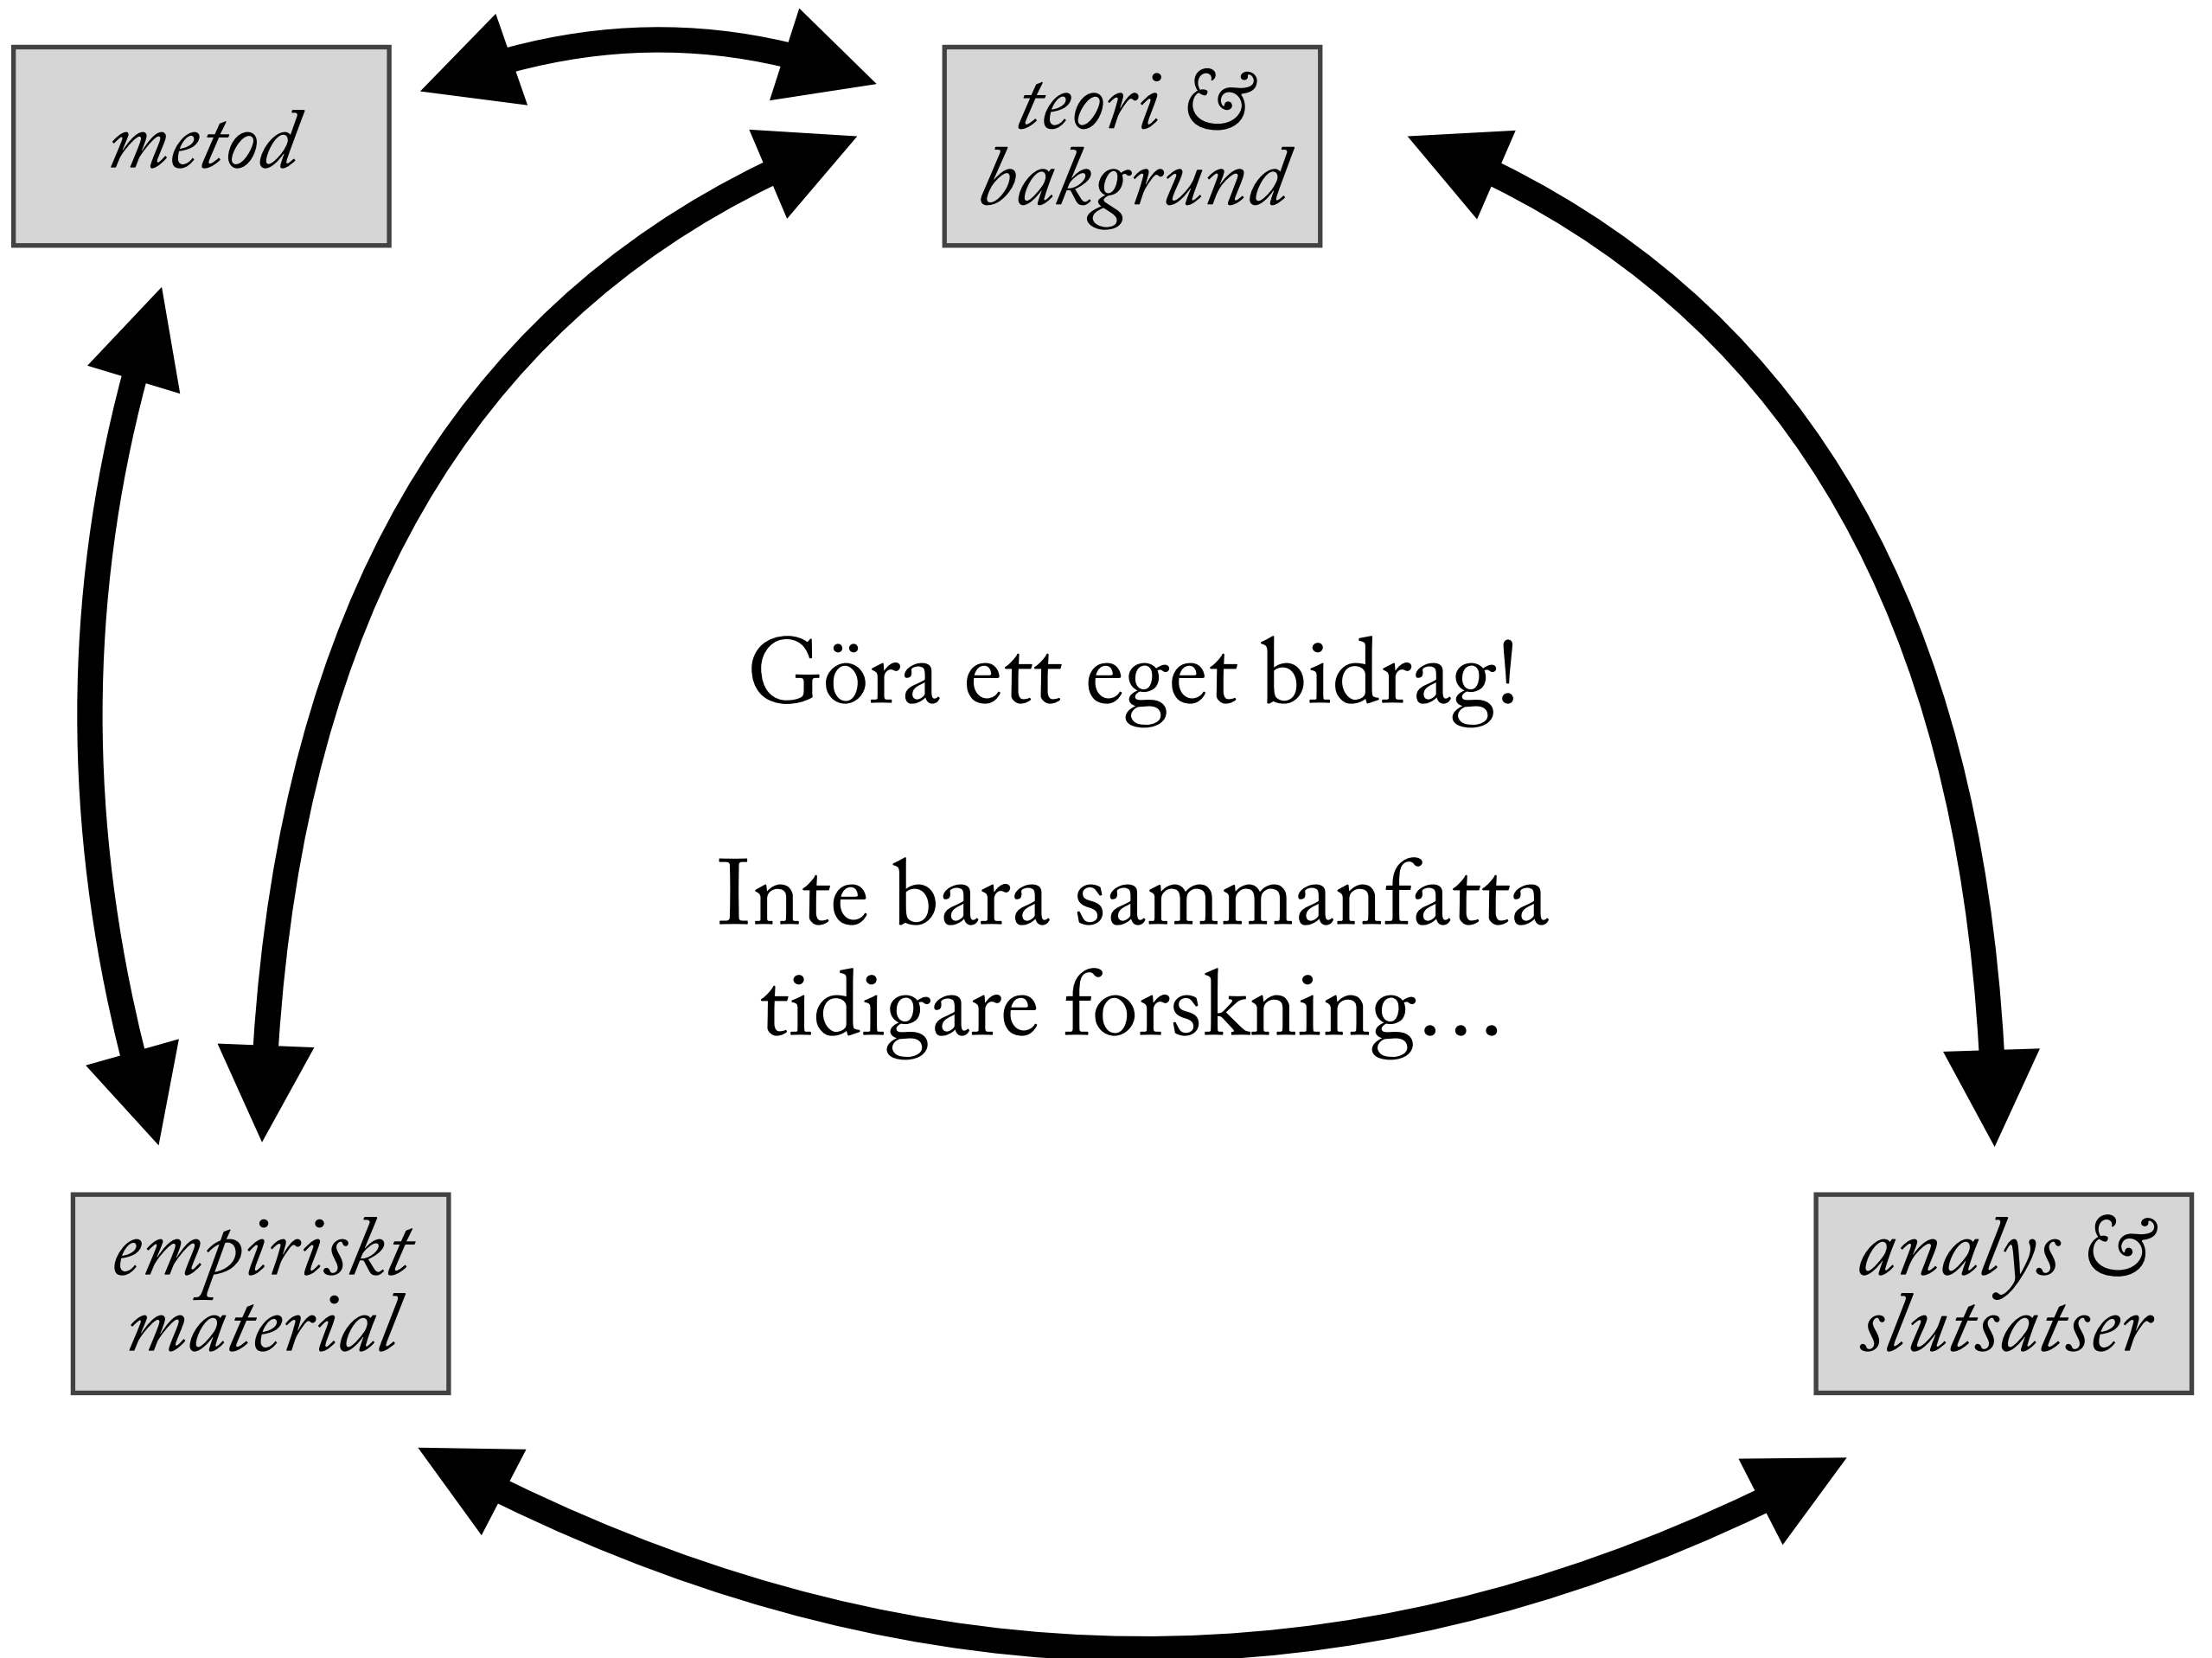 metod
teori &
bakgrund
Göra ett eget bidrag!
Inte bara sammanfatta
tidigare forskning…
empiriskt
material
analys &
slutsatser